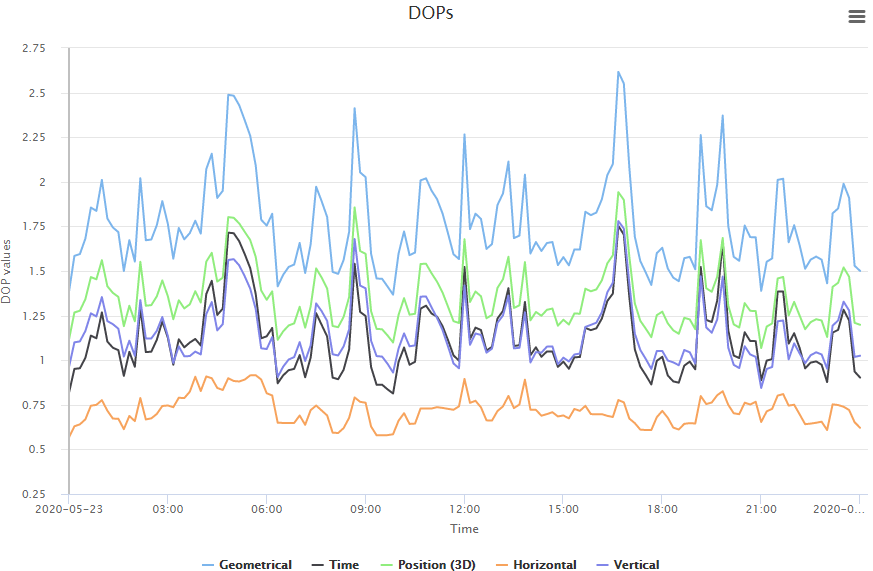 DOPs
DOP values
2.75
2.5
2.25
2
1.75
1.5
1.25
1
0.75
0.5
0.25
2020-05-23 03:00 06:00 09:00 12:00 15:00 18:00 21:00 2020-0...
Time
Geometrical Time Position (3D) Horizontal Vertical